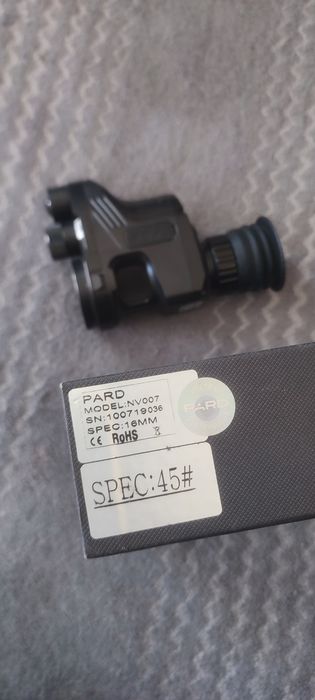 PARD
MODEL:NV007
SN:100719036
SPEC:16MM
CE RoHS
PARD
SPEC:45#